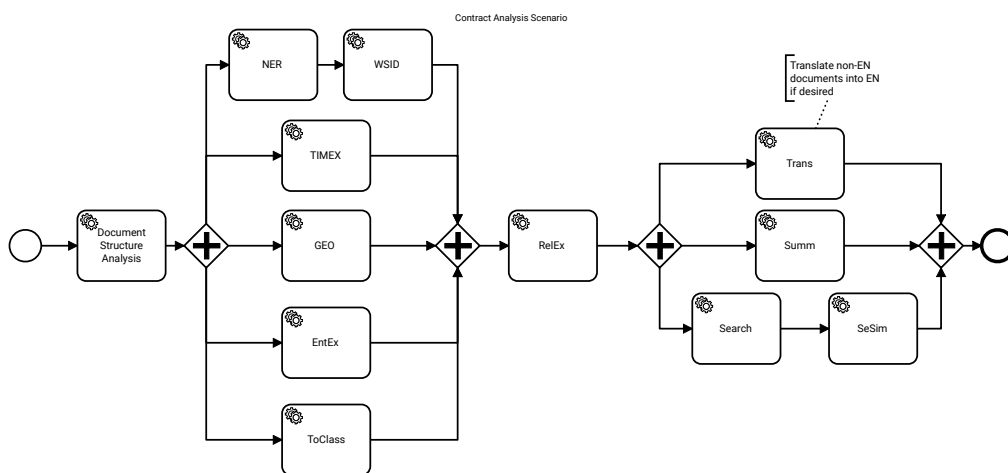 Contract Analysis Scenario
NER
WSID
Translate non-EN
documents into EN
if desired
TIMEX
Trans
Document
Structure
Analysis
GEO
RelEx
Summ
EntEx
Search
SeSim
ToClass